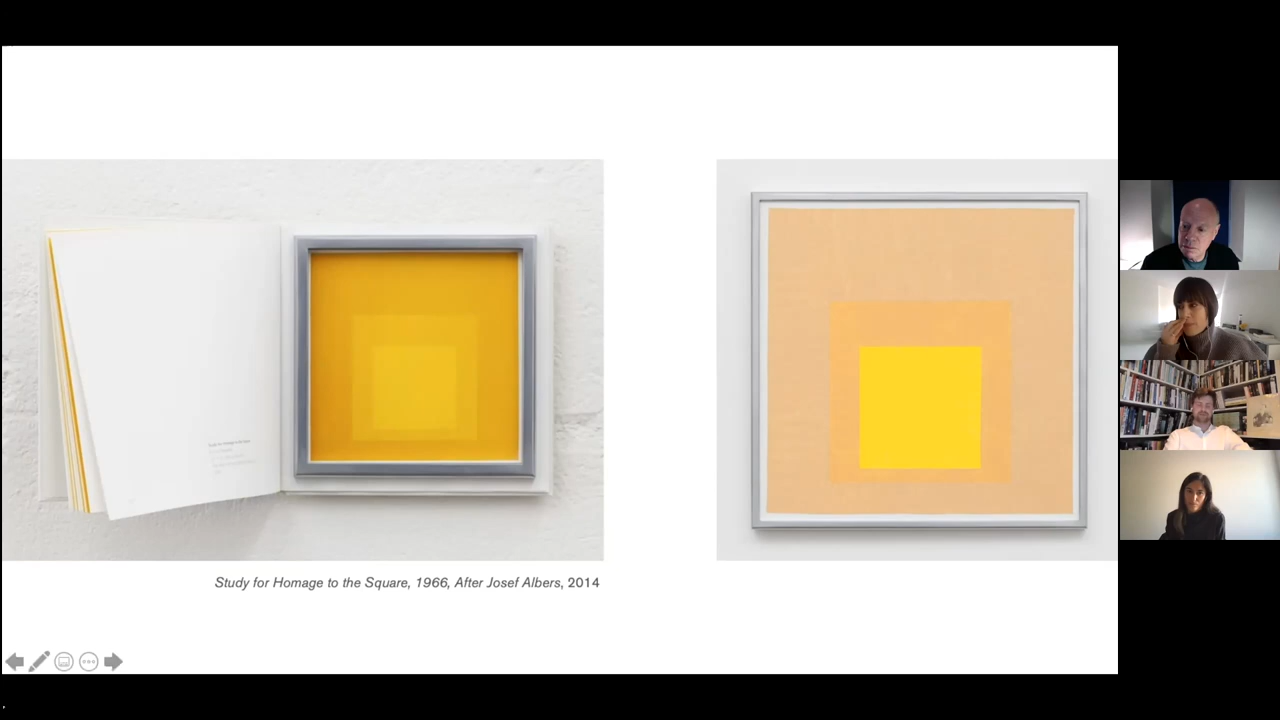 Study for Homage to the Square, 1966, After Josef Albers, 2014